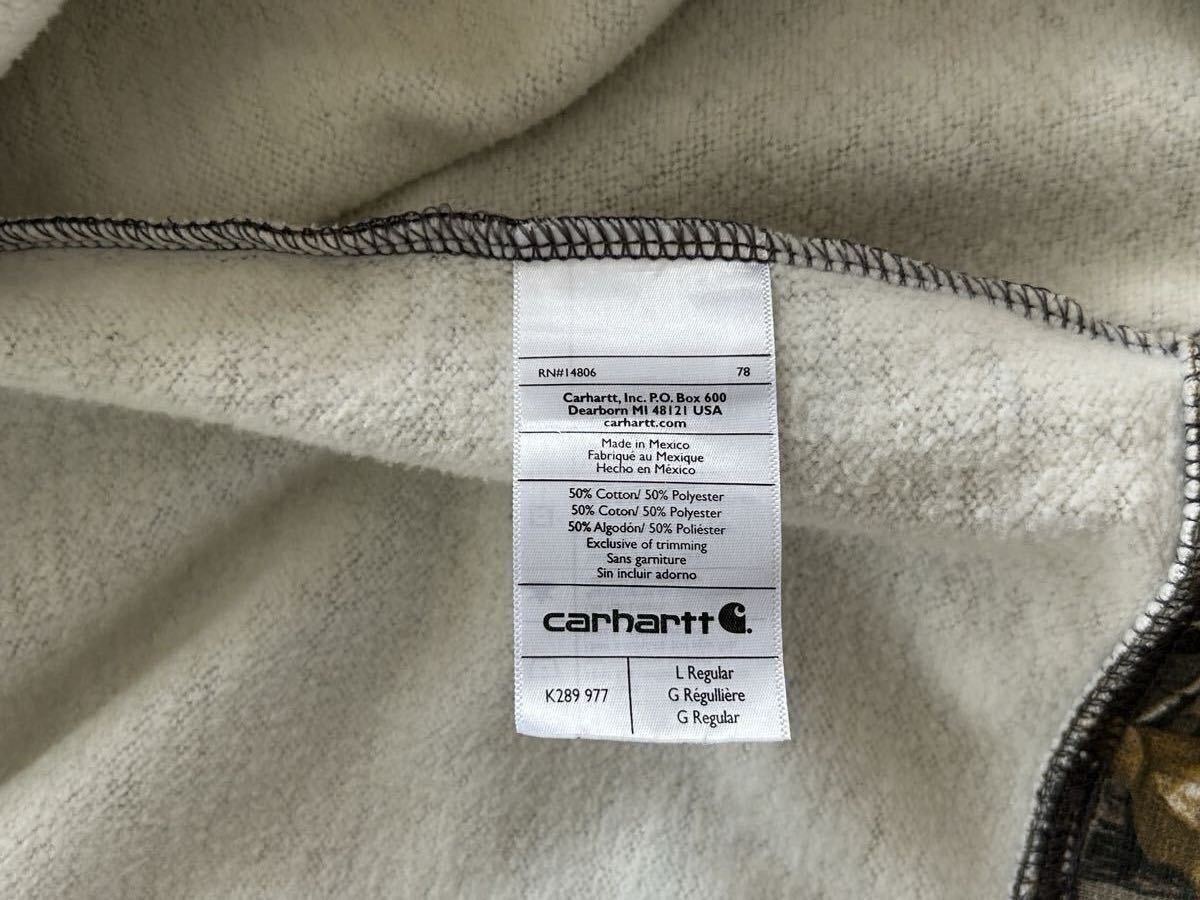 RN#14806 78
Carhartt, Inc. P.O. Box 600
Dearborn MI 48121 USA
carhartt.com
Made in Mexico
Fabriqué au Mexique
Hecho en México
50% Cotton/ 50% Polyester
50% Coton/ 50% Polyester
50% Algodón/ 50% Poliéster
Exclusive of trimming
Sans garniture
Sin incluir adorno
carhartt
K289 977
L Regular
G Régullière
G Regular